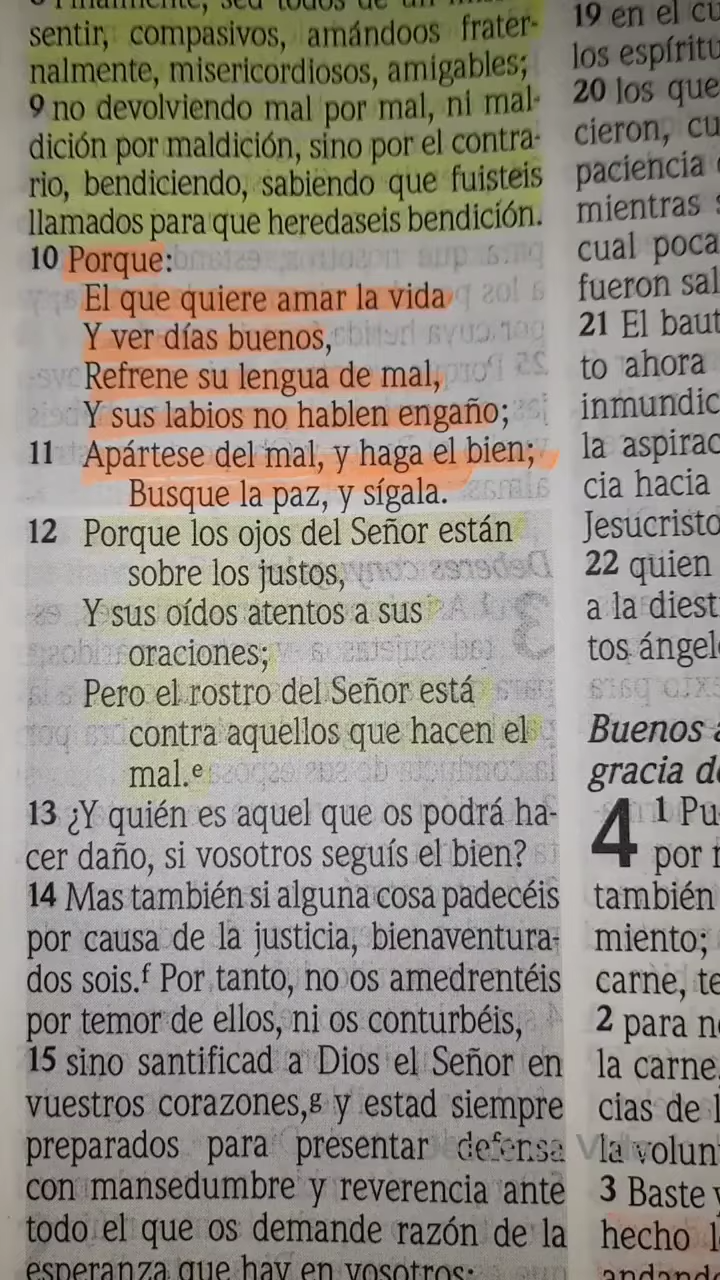 sentir, compasivos, amándoos frater-
nalmente, misericordiosos, amigables;
9 no devolviendo mal por mal, ni mal-
dición por maldición, sino por el contra-
rio, bendiciendo, sabiendo que fuisteis
llamados para que heredaseis bendición.
10 Porque:
El que quiere amar la vida
Y ver días buenos,
Refrene su lengua de mal,
Y sus labios no hablen engaño;
11 Apártese del mal, y haga el bien;
Busque la paz, y sígala.
12 Porque los ojos del Señor están
sobre los justos,
Y sus oídos atentos a sus
oraciones;
Pero el rostro del Señor está
contra aquellos que hacen el
mal.e
13 ¿Y quién es aquel que os podrá ha-
cer daño, si vosotros seguís el bien?
14 Mas también si alguna cosa padecéis
por causa de la justicia, bienaventura-
dos sois.f Por tanto, no os amedrentéis
por temor de ellos, ni os conturbéis,
15 sino santificad a Dios el Señor en
vuestros corazones,g y estad siempre
preparados para presentar defensa
con mansedumbre y reverencia ante
todo el que os demande razón de la
esperanza que hay en vosotros;
19 en el
los
20 los que
cieron,
paciencia
mientras
cual poca
fueron
21 El
to ahora
la
cia hacia
Jesucristo
22 quien
a la
tos
Buenos
gracia
4 1
por
también
miento;
carne,
2 para
la carne
cias de
la
3 Baste
hecho